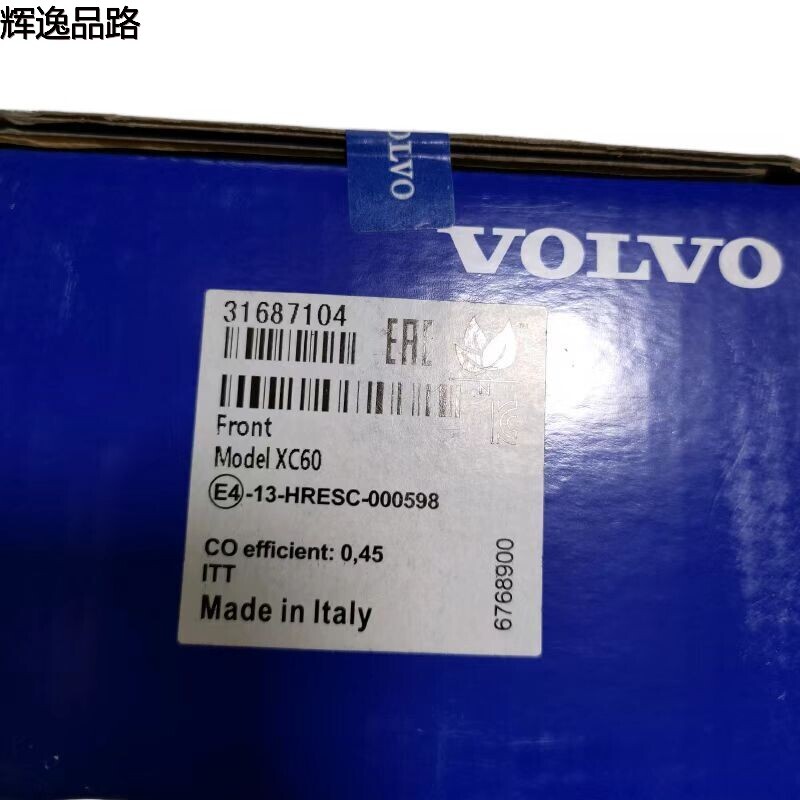 辉逸品路
OLVO
VOLVO
31687104
EAC
Front
Model XC60
E4-13-HRESC-000598
CO efficient: 0,45
ITT
Made in Italy
6768900